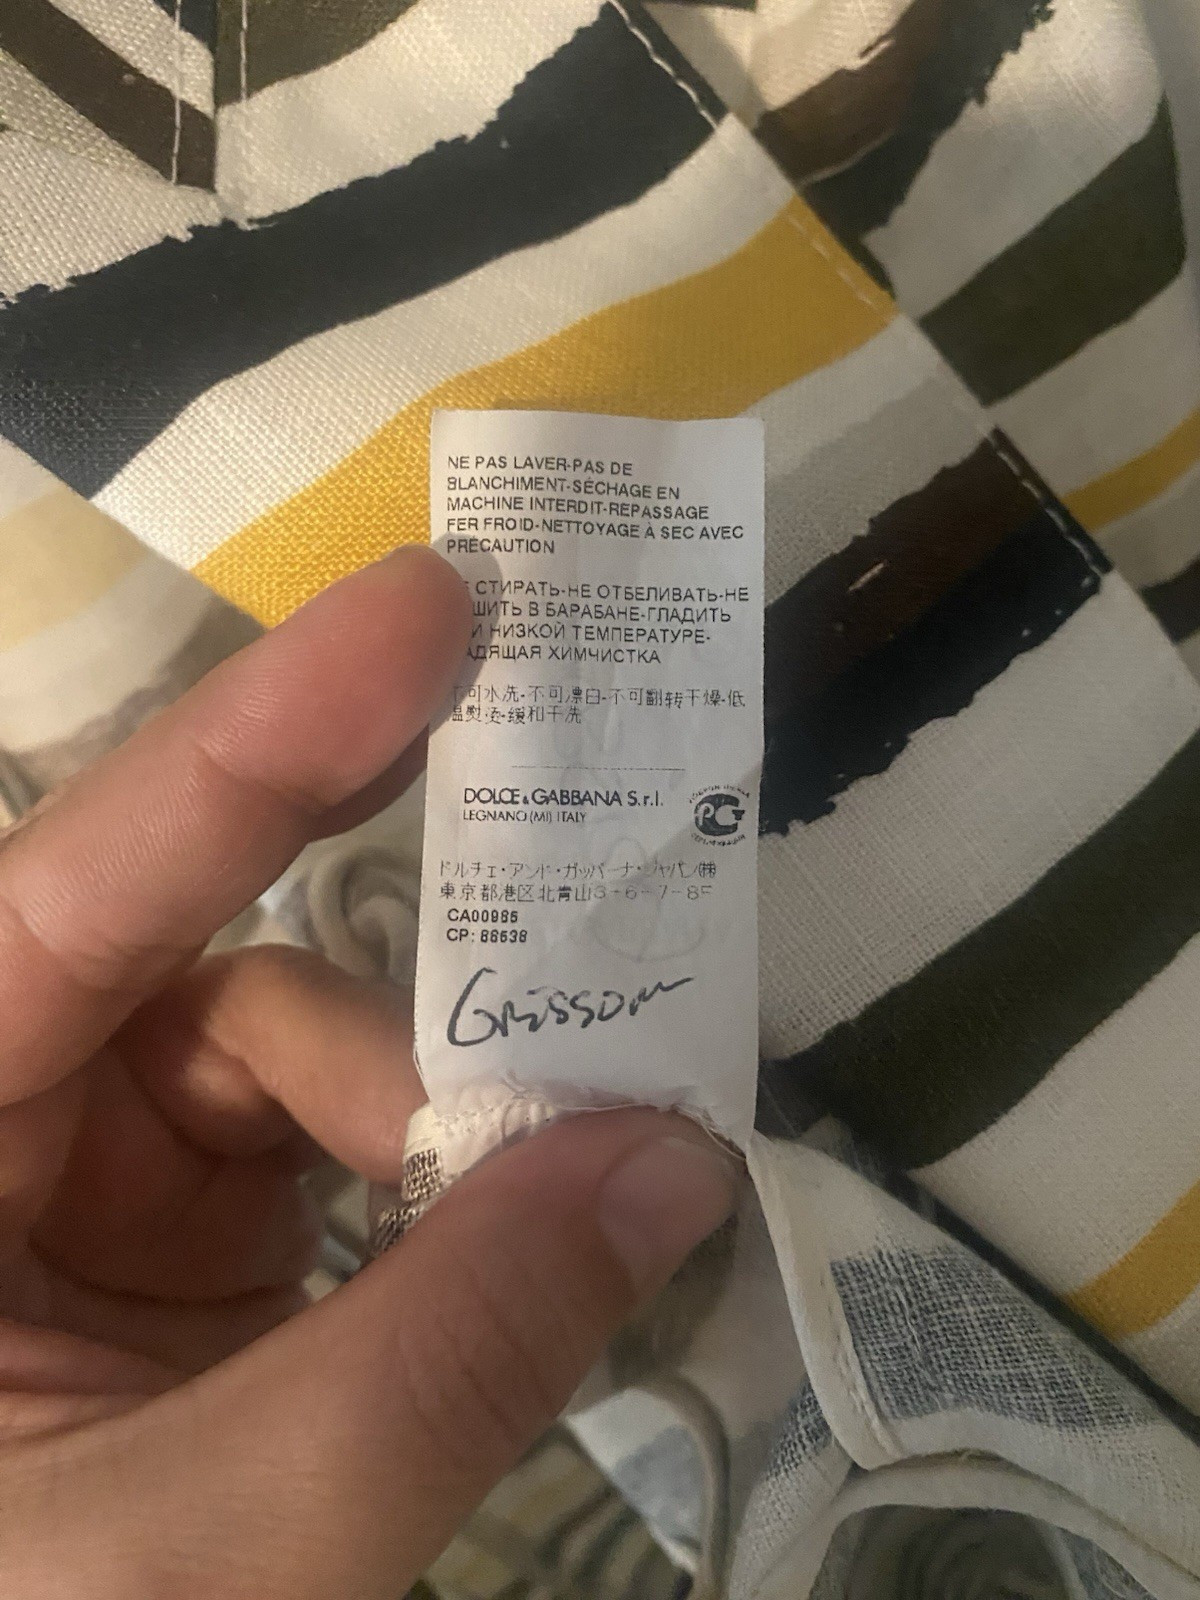 NE PAS LAVER-PAS DE
BLANCHIMENT-SÉCHAGE EN
MACHINE INTERDIT-REPASSAGE
FER FROID-NETTOYAGE À SEC AVEC
PRÉCAUTION
СТИРАТЬ-НЕ ОТБЕЛИВАТЬ-НЕ
В БАРАБАНЕ-ГЛАДИТЬ
НИЗКОЙ ТЕМПЕРАТУРЕ-
ХИМЧИСТКА
不可水洗-不可漂白-不可翻转干燥-低
温熨烫-缓和干洗
DOLCE & GABBANA S.r.l.
LEGNANO (MI) ITALY
PG
ドルチェ・アンド・ガッバーナ・ジャパン㈱
東京都港区北青山3-6-7-8F
CA00985
CP: 88638
GRISSOM